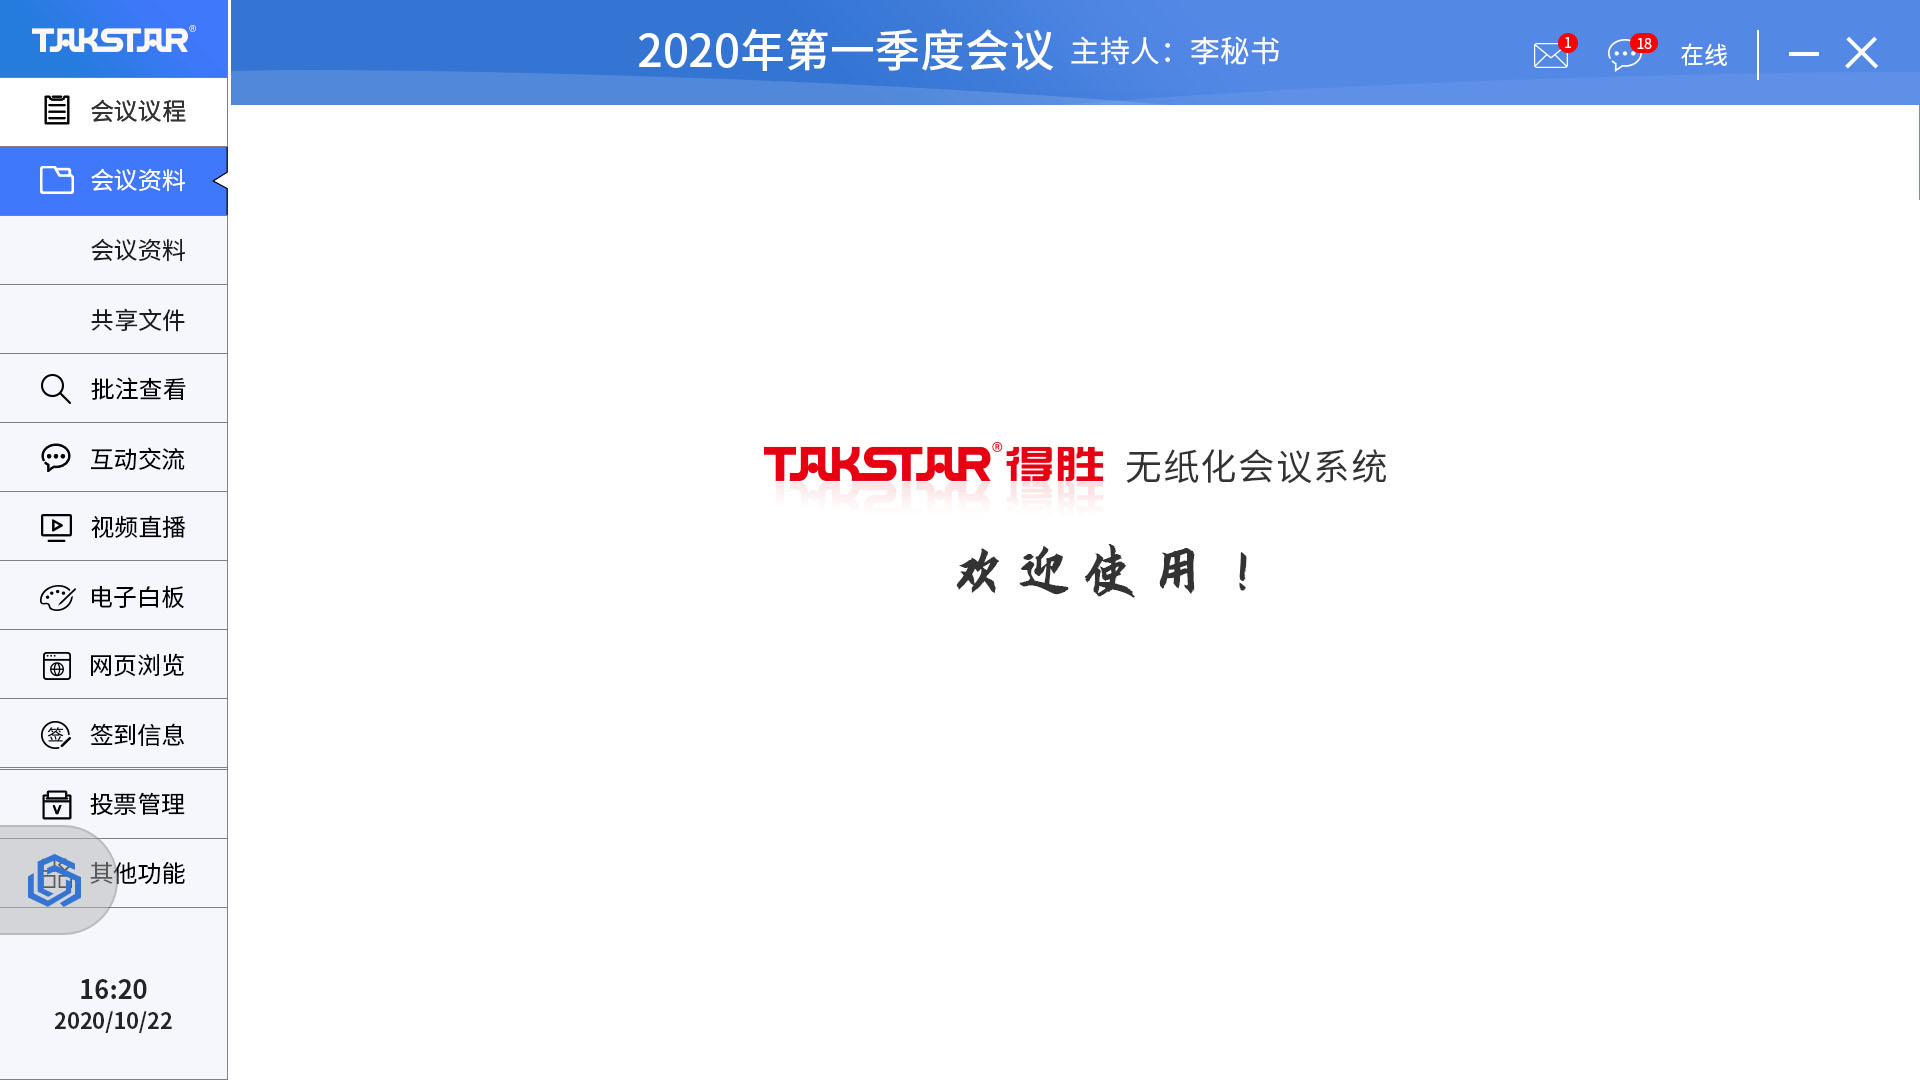 TAKSTAR®
2020年第一季度会议 主持人：李秘书
1
18
在线
会议议程
会议资料
会议资料
共享文件
批注查看
互动交流
视频直播
电子白板
网页浏览
签 签到信息
V 投票管理
其他功能
16:20
2020/10/22
TAKSTAR®得胜 无纸化会议系统
欢迎使用！